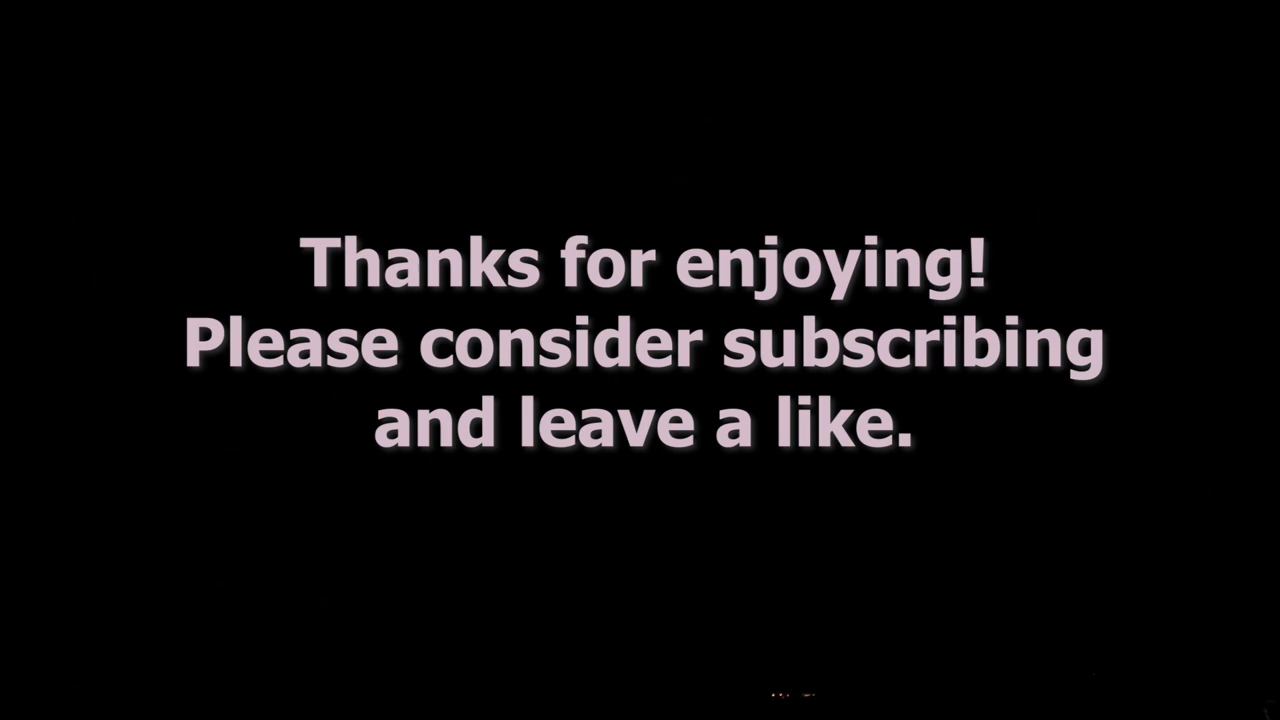 Thanks for enjoying!
Please consider subscribing
and leave a like.